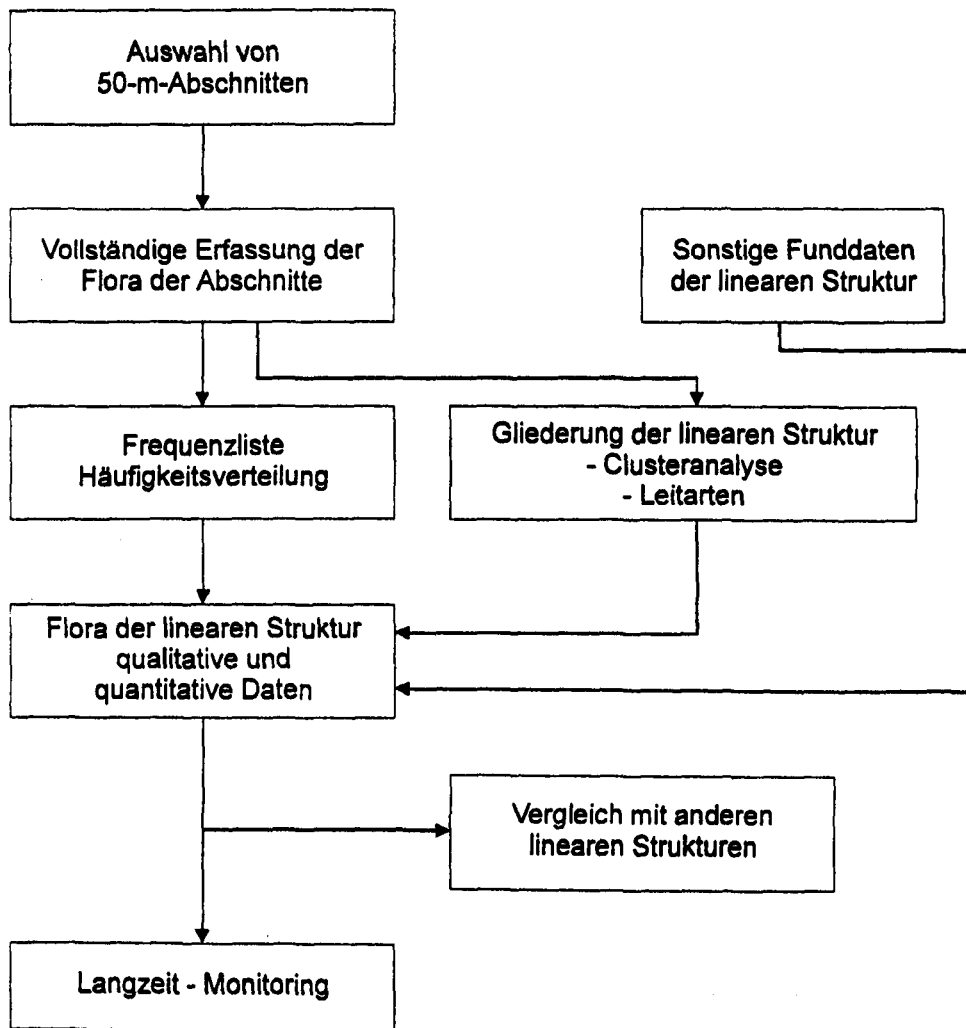 Auswahl von
50-m-Abschnitten
Vollständige Erfassung der
Flora der Abschnitte
Sonstige Funddaten
der linearen Struktur
Frequenzliste
Häufigkeitsverteilung
Gliederung der linearen Struktur
- Clusteranalyse
- Leitarten
Flora der linearen Struktur
qualitative und
quantitative Daten
Vergleich mit anderen
linearen Strukturen
Langzeit - Monitoring